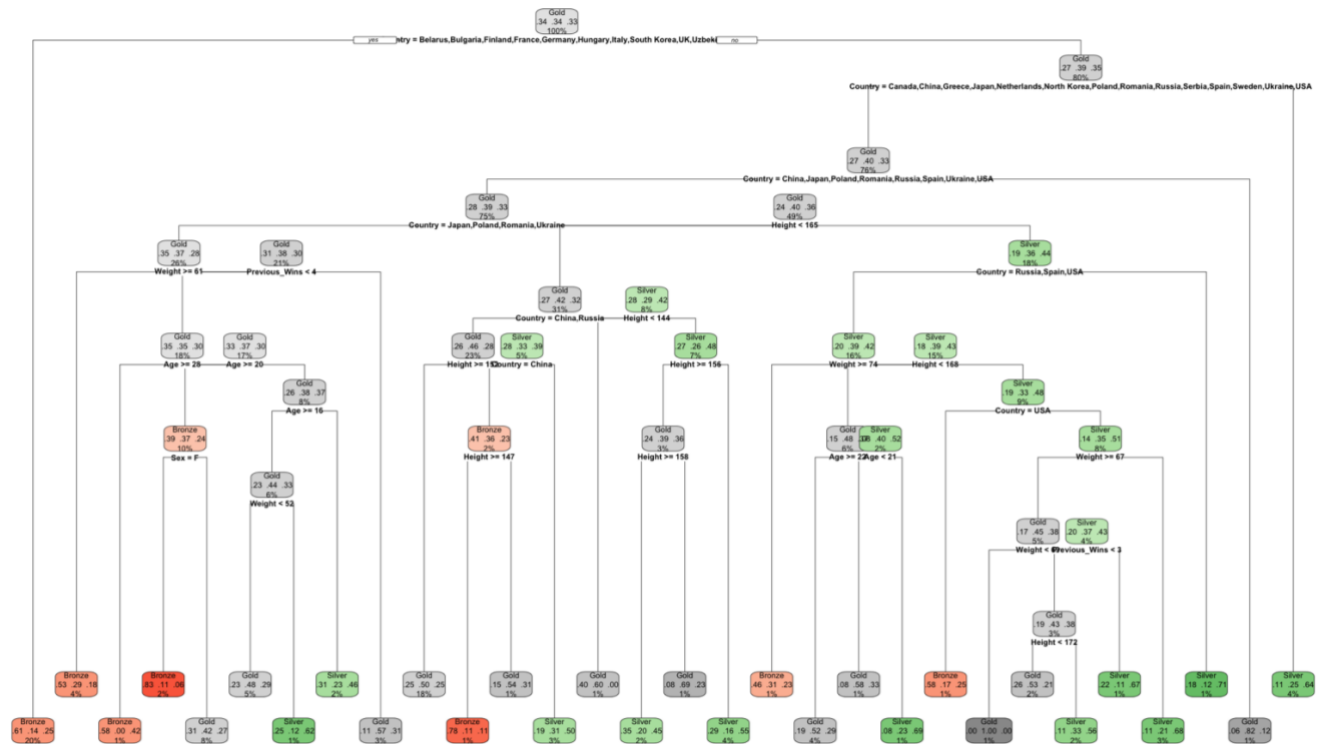 Gold
.34 .34 .33
100%
yes
no
ntry = Belarus,Bulgaria,Finland,France,Germany,Hungary,Italy,South Korea,UK,Uzbeki
Gold
.27 .39 .35
80%
Country = Canada,China,Greece,Japan,Netherlands,North Korea,Poland,Romania,Russia,Serbia,Spain,Sweden,Ukraine,USA
Gold
.27 .40 .33
76%
Country = China,Japan,Poland,Romania,Russia,Spain,Ukraine,USA
Gold
.28 .39 .33
75%
Country = Japan,Poland,Romania,Ukraine
Gold
.24 .40 .36
49%
Height < 165
Gold
.35 .37 .28
26%
Weight >= 61
Gold
.31 .38 .30
21%
Previous_Wins < 4
Silver
.19 .36 .44
18%
Country = Russia,Spain,USA
Gold
.27 .42 .32
31%
Country = China,Russia
Silver
.28 .29 .42
8%
Height < 144
Gold
.35 .35 .30
18%
Age >= 28
Gold
.33 .37 .30
17%
Age >= 20
Gold
.26 .46 .28
23%
Height >= 15
Silver
.28 .33 .39
5%
Country = China
Silver
.27 .26 .48
7%
Height >= 156
Silver
.20 .39 .42
16%
Weight >= 74
Silver
.18 .39 .43
15%
Height < 168
Gold
.26 .38 .37
8%
Age >= 16
Silver
.19 .33 .48
9%
Country = USA
Bronze
.39 .37 .24
10%
Sex = F
Bronze
.41 .36 .23
2%
Height >= 147
Gold
.24 .39 .36
3%
Height >= 158
Gold
.15 .48
6%
Age >= 22
Silver
.40 .52
2%
Age < 21
Silver
.14 .35 .51
8%
Weight >= 67
Gold
.23 .44 .33
6%
Weight < 52
Gold
.17 .45 .38
5%
Weight <
Silver
.20 .37 .43
4%
Previous_Wins < 3
Gold
.19 .43 .38
3%
Height < 172
Bronze
.53 .29 .18
4%
Bronze
.83 .11 .06
2%
Gold
.23 .48 .29
5%
Silver
.31 .23 .46
2%
Gold
.25 .50 .25
18%
Gold
.15 .54 .31
1%
Gold
.40 .60 .00
1%
Gold
.08 .69 .23
1%
Bronze
.46 .31 .23
1%
Gold
.08 .58 .33
1%
Bronze
.58 .17 .25
1%
Gold
.26 .53 .21
2%
Silver
.22 .11 .67
1%
Silver
.18 .12 .71
1%
Silver
.11 .25 .64
4%
Bronze
.61 .14 .25
20%
Bronze
.58 .00 .42
1%
Gold
.31 .42 .27
8%
Silver
.25 .12 .62
1%
Gold
.11 .57 .31
3%
Bronze
.78 .11 .11
1%
Silver
.19 .31 .50
3%
Silver
.35 .20 .45
2%
Silver
.29 .16 .55
4%
Gold
.19 .52 .29
4%
Silver
.08 .23 .69
1%
Gold
.00 1.00 .00
1%
Silver
.11 .33 .56
2%
Silver
.11 .21 .68
3%
Gold
.06 .82 .12
1%